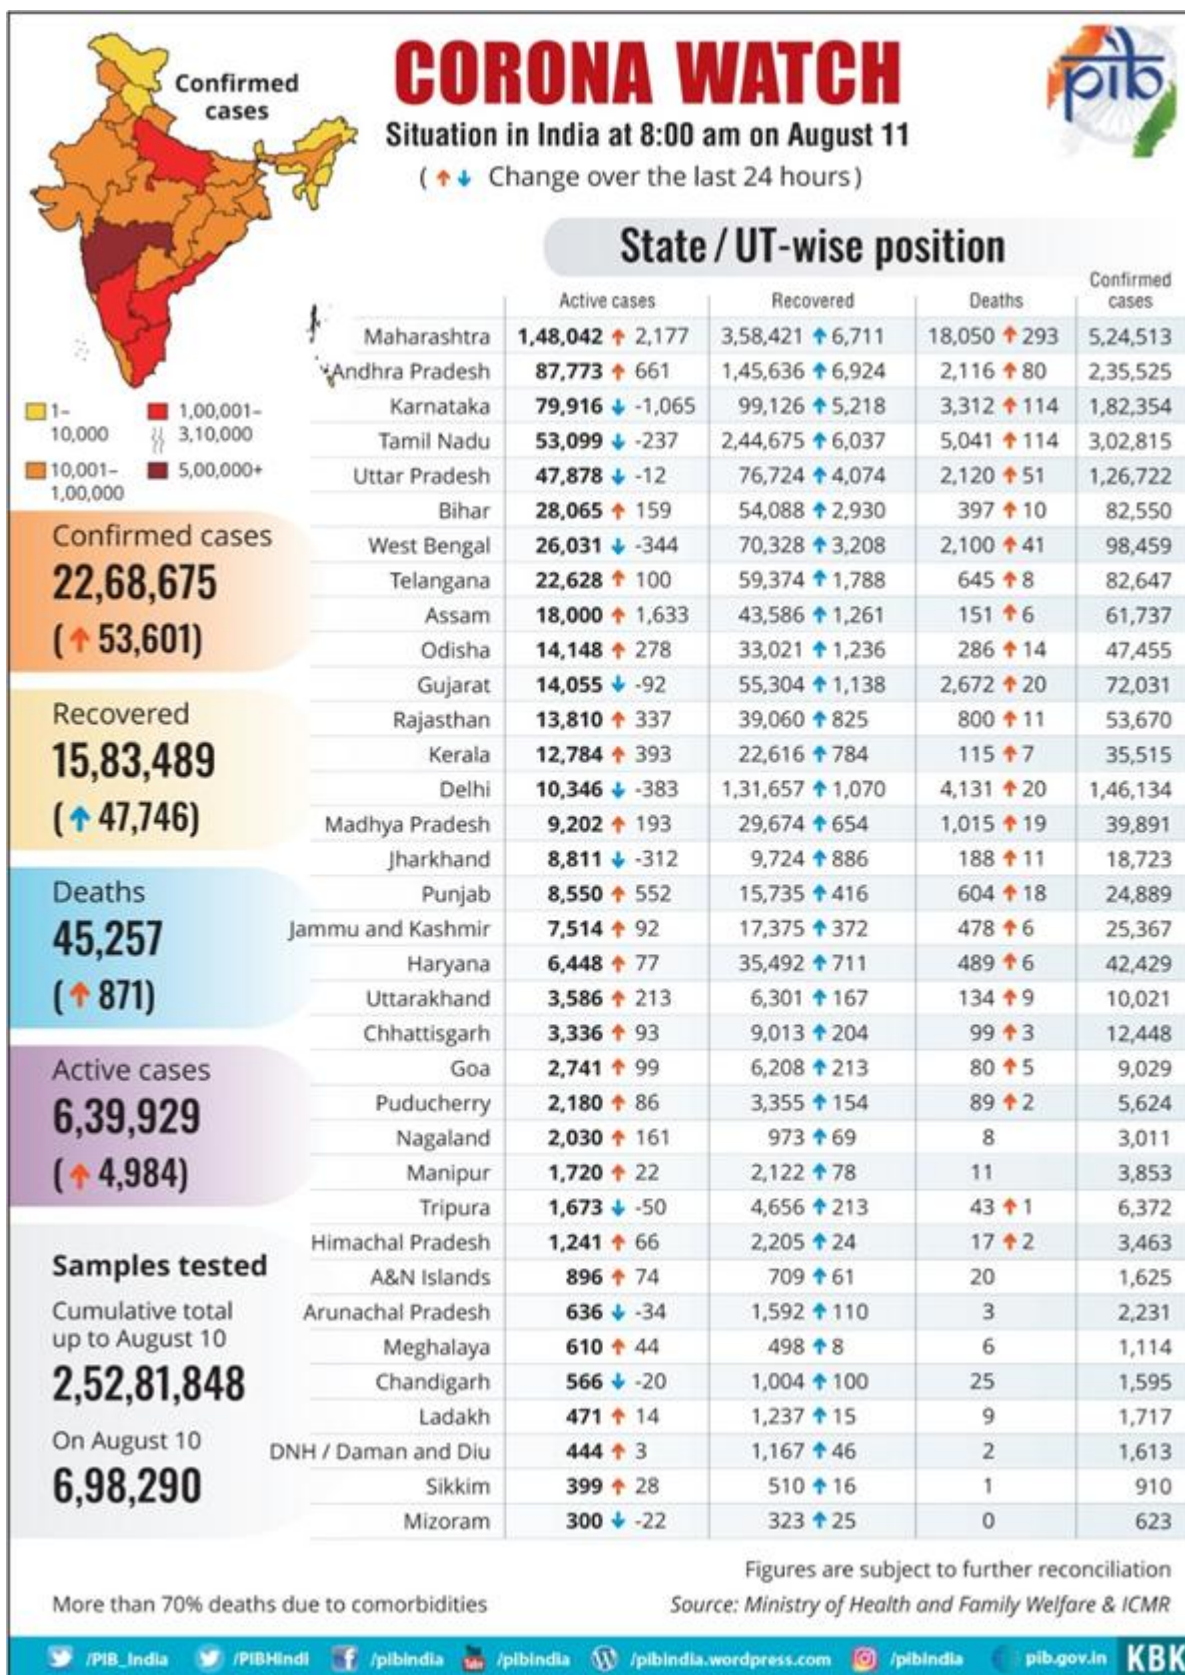 Confirmed
cases
CORONA WATCH
pib
Situation in India at 8:00 am on August 11
( ↑ ↓ Change over the last 24 hours )
State / UT-wise position
Active cases Recovered Deaths Confirmed cases
Maharashtra 1,48,042 ↑ 2,177 3,58,421 ↑ 6,711 18,050 ↑ 293 5,24,513
Andhra Pradesh 87,773 ↑ 661 1,45,636 ↑ 6,924 2,116 ↑ 80 2,35,525
Karnataka 79,916 ↓ -1,065 99,126 ↑ 5,218 3,312 ↑ 114 1,82,354
Tamil Nadu 53,099 ↓ -237 2,44,675 ↑ 6,037 5,041 ↑ 114 3,02,815
Uttar Pradesh 47,878 ↓ -12 76,724 ↑ 4,074 2,120 ↑ 51 1,26,722
Bihar 28,065 ↑ 159 54,088 ↑ 2,930 397 ↑ 10 82,550
West Bengal 26,031 ↓ -344 70,328 ↑ 3,208 2,100 ↑ 41 98,459
Telangana 22,628 ↑ 100 59,374 ↑ 1,788 645 ↑ 8 82,647
Assam 18,000 ↑ 1,633 43,586 ↑ 1,261 151 ↑ 6 61,737
Odisha 14,148 ↑ 278 33,021 ↑ 1,236 286 ↑ 14 47,455
Gujarat 14,055 ↓ -92 55,304 ↑ 1,138 2,672 ↑ 20 72,031
Rajasthan 13,810 ↑ 337 39,060 ↑ 825 800 ↑ 11 53,670
Kerala 12,784 ↑ 393 22,616 ↑ 784 115 ↑ 7 35,515
Delhi 10,346 ↓ -383 1,31,657 ↑ 1,070 4,131 ↑ 20 1,46,134
Madhya Pradesh 9,202 ↑ 193 29,674 ↑ 654 1,015 ↑ 19 39,891
Jharkhand 8,811 ↓ -312 9,724 ↑ 886 188 ↑ 11 18,723
Punjab 8,550 ↑ 552 15,735 ↑ 416 604 ↑ 18 24,889
Jammu and Kashmir 7,514 ↑ 92 17,375 ↑ 372 478 ↑ 6 25,367
Haryana 6,448 ↑ 77 35,492 ↑ 711 489 ↑ 6 42,429
Uttarakhand 3,586 ↑ 213 6,301 ↑ 167 134 ↑ 9 10,021
Chhattisgarh 3,336 ↑ 93 9,013 ↑ 204 99 ↑ 3 12,448
Goa 2,741 ↑ 99 6,208 ↑ 213 80 ↑ 5 9,029
Puducherry 2,180 ↑ 86 3,355 ↑ 154 89 ↑ 2 5,624
Nagaland 2,030 ↑ 161 973 ↑ 69 8 3,011
Manipur 1,720 ↑ 22 2,122 ↑ 78 11 3,853
Tripura 1,673 ↓ -50 4,656 ↑ 213 43 ↑ 1 6,372
Himachal Pradesh 1,241 ↑ 66 2,205 ↑ 24 17 ↑ 2 3,463
A&N Islands 896 ↑ 74 709 ↑ 61 20 1,625
Arunachal Pradesh 636 ↓ -34 1,592 ↑ 110 3 2,231
Meghalaya 610 ↑ 44 498 ↑ 8 6 1,114
Chandigarh 566 ↓ -20 1,004 ↑ 100 25 1,595
Ladakh 471 ↑ 14 1,237 ↑ 15 9 1,717
DNH / Daman and Diu 444 ↑ 3 1,167 ↑ 46 2 1,613
Sikkim 399 ↑ 28 510 ↑ 16 1 910
Mizoram 300 ↓ -22 323 ↑ 25 0 623
1– 1,00,001–
10,000 3,10,000
10,001– 5,00,000+
1,00,000
Confirmed cases
22,68,675
( ↑ 53,601)
Recovered
15,83,489
( ↑ 47,746)
Deaths
45,257
( ↑ 871)
Active cases
6,39,929
( ↑ 4,984)
Samples tested
Cumulative total
up to August 10
2,52,81,848
On August 10
6,98,290
Figures are subject to further reconciliation
More than 70% deaths due to comorbidities
Source: Ministry of Health and Family Welfare & ICMR
/PIB_India /PIBHindi /pibindia /pibindia /pibindia.wordpress.com /pibindia pib.gov.in KBK